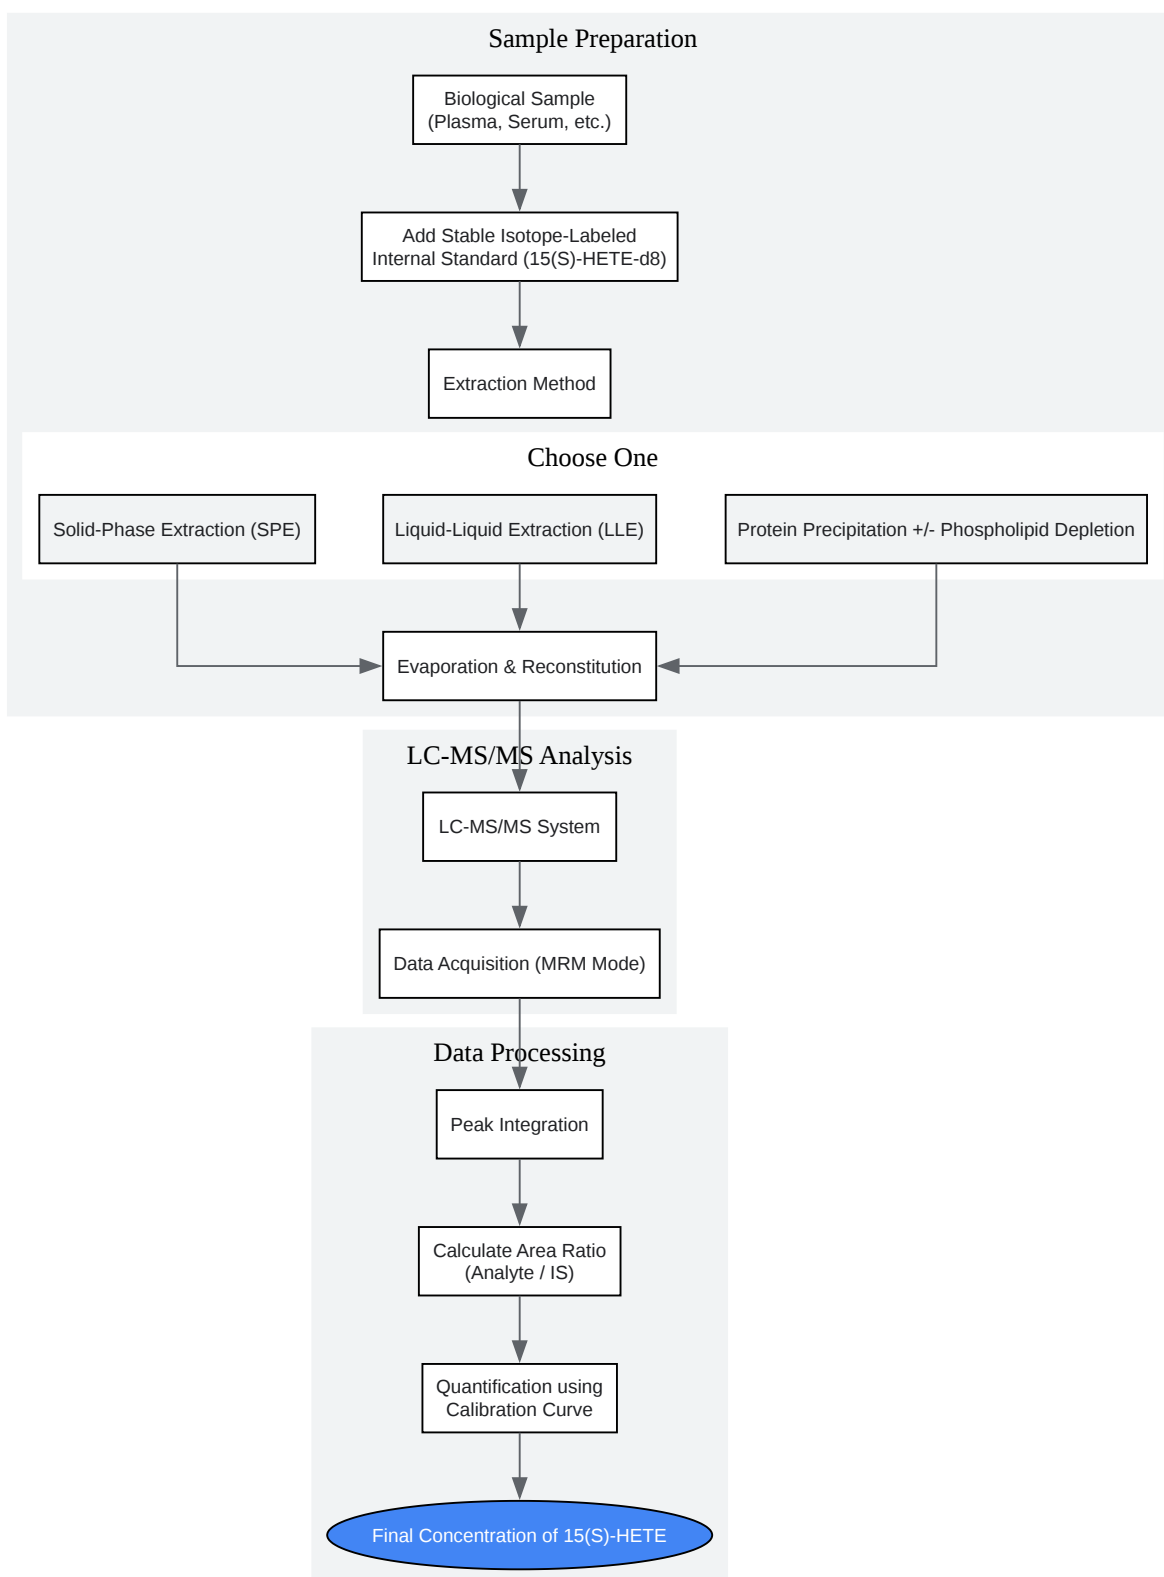 Sample Preparation
Biological Sample
(Plasma, Serum, etc.)
Add Stable Isotope-Labeled
Internal Standard (15(S)-HETE-d8)
Extraction Method
Choose One
Solid-Phase Extraction (SPE)
Liquid-Liquid Extraction (LLE)
Protein Precipitation +/- Phospholipid Depletion
Evaporation & Reconstitution
LC-MS/MS Analysis
LC-MS/MS System
Data Acquisition (MRM Mode)
Data Processing
Peak Integration
Calculate Area Ratio
(Analyte / IS)
Quantification using
Calibration Curve
Final Concentration of 15(S)-HETE